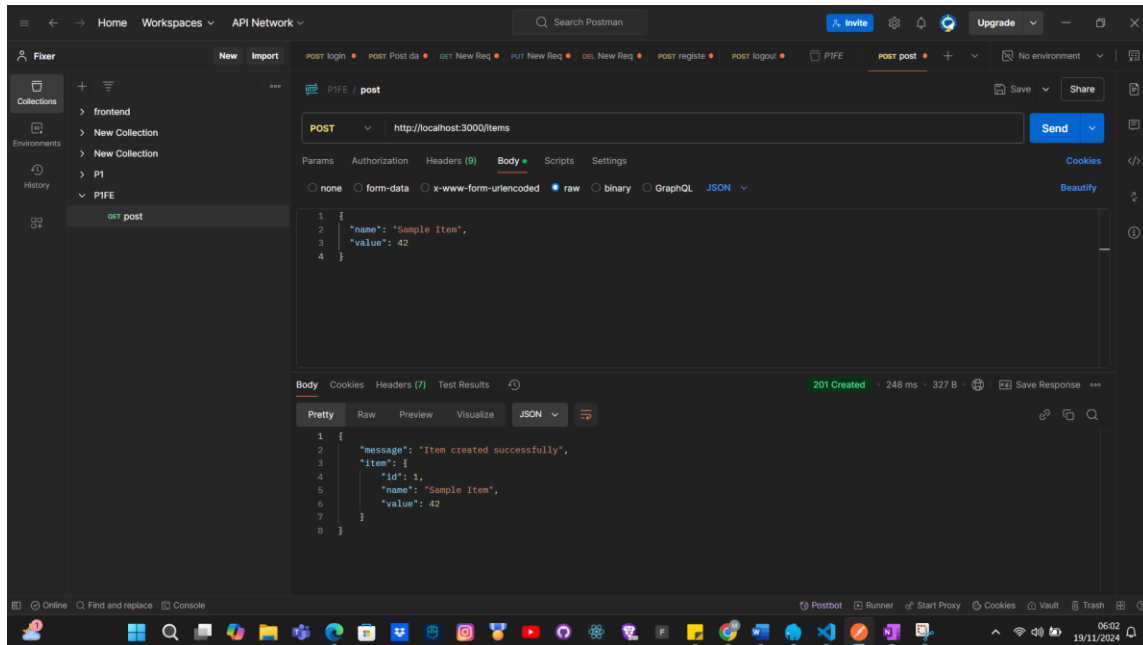 Home Workspaces API Network Search Postman Invite Upgrade
Fixer New Import POST login POST Post da GET New Req PUT New Req DEL New Req POST registe POST logout P1FE POST post No environment
Collections
Environments
History
frontend
New Collection
New Collection
P1
P1FE
GET post
HTTP P1FE / post Save Share
POST http://localhost:3000/items Send
Params Authorization Headers (9) Body Scripts Settings Cookies
none form-data x-www-form-urlencoded raw binary GraphQL JSON Beautify
1 {
2 "name": "Sample Item",
3 "value": 42
4 }
Body Cookies Headers (7) Test Results 201 Created 248 ms 327 B Save Response
Pretty Raw Preview Visualize JSON
1 {
2 "message": "Item created successfully",
3 "item": {
4 "id": 1,
5 "name": "Sample Item",
6 "value": 42
7 }
8 }
Online Find and replace Console Postbot Runner Start Proxy Cookies Vault Trash
1
06:02
19/11/2024